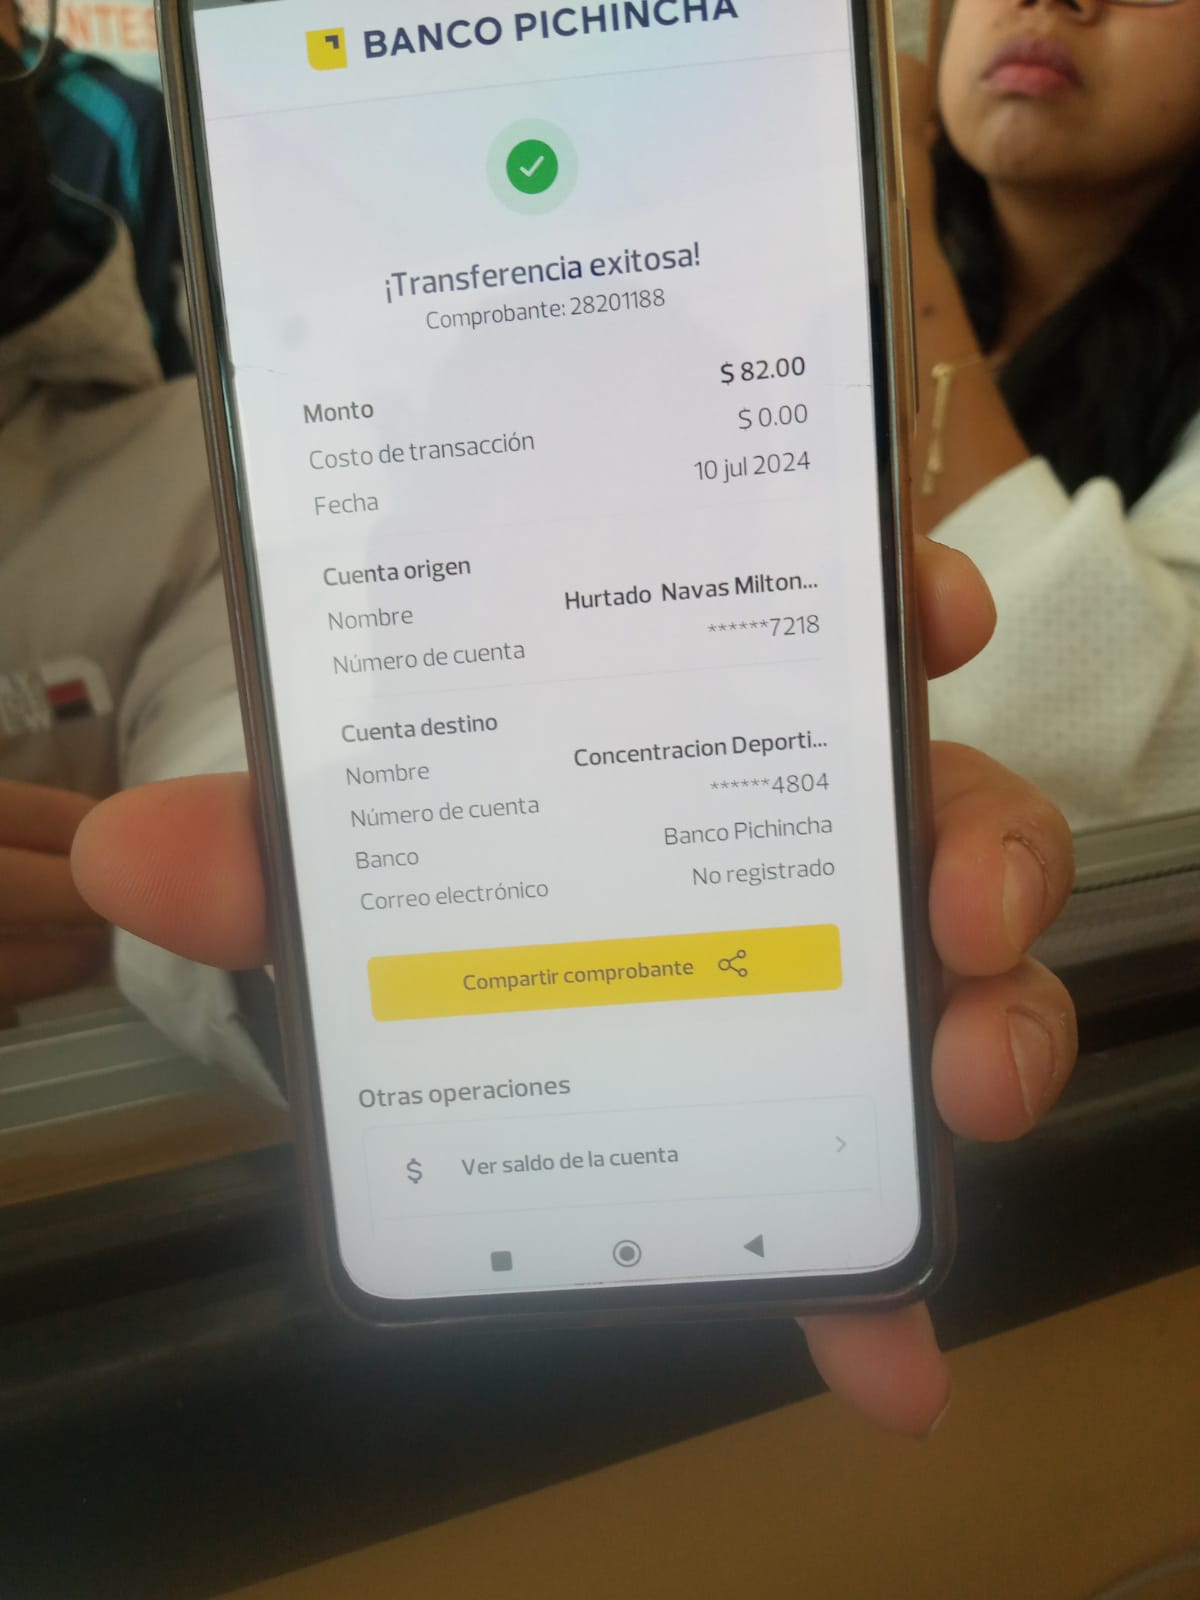 NTES
BANCO PICHINCHA
¡Transferencia exitosa!
Comprobante: 28201188
Monto $ 82.00
Costo de transacción $ 0.00
Fecha 10 jul 2024
Cuenta origen
Nombre Hurtado Navas Milton...
Número de cuenta ******7218
Cuenta destino
Nombre Concentracion Deporti...
Número de cuenta ******4804
Banco Banco Pichincha
Correo electrónico No registrado
Compartir comprobante
Otras operaciones
$ Ver saldo de la cuenta